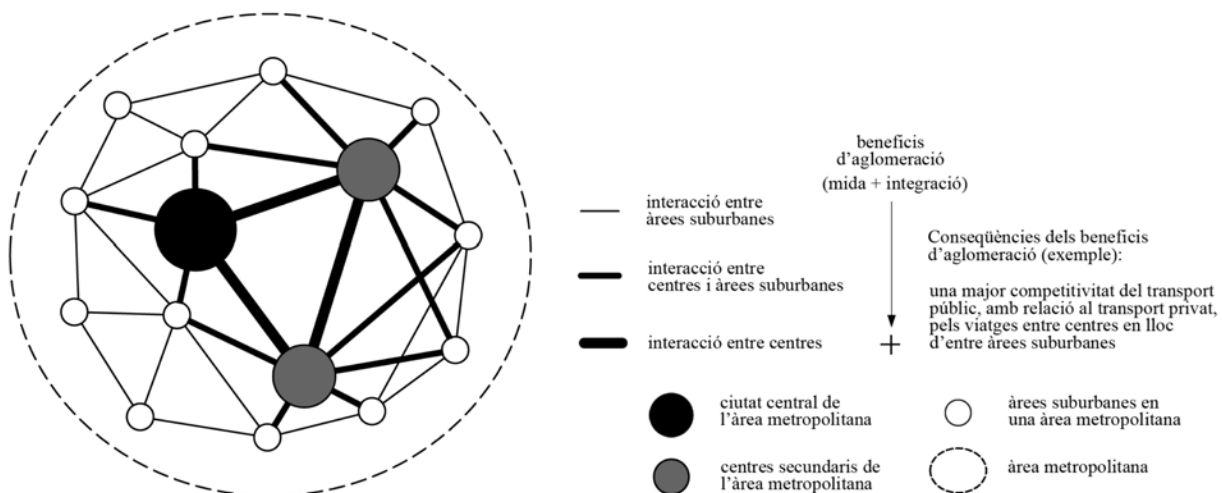 beneficis
d'aglomeració
(mida + integració)
interacció entre
àrees suburbanes
interacció entre
centres i àrees suburbanes
interacció entre centres
+
Conseqüències dels beneficis
d'aglomeració (exemple):
una major competitivitat del transport
públic, amb relació al transport privat,
pels viatges entre centres en lloc
d'entre àrees suburbanes
ciutat central de
l'àrea metropolitana
àrees suburbanes en
una àrea metropolitana
centres secundaris de
l'àrea metropolitana
àrea metropolitana